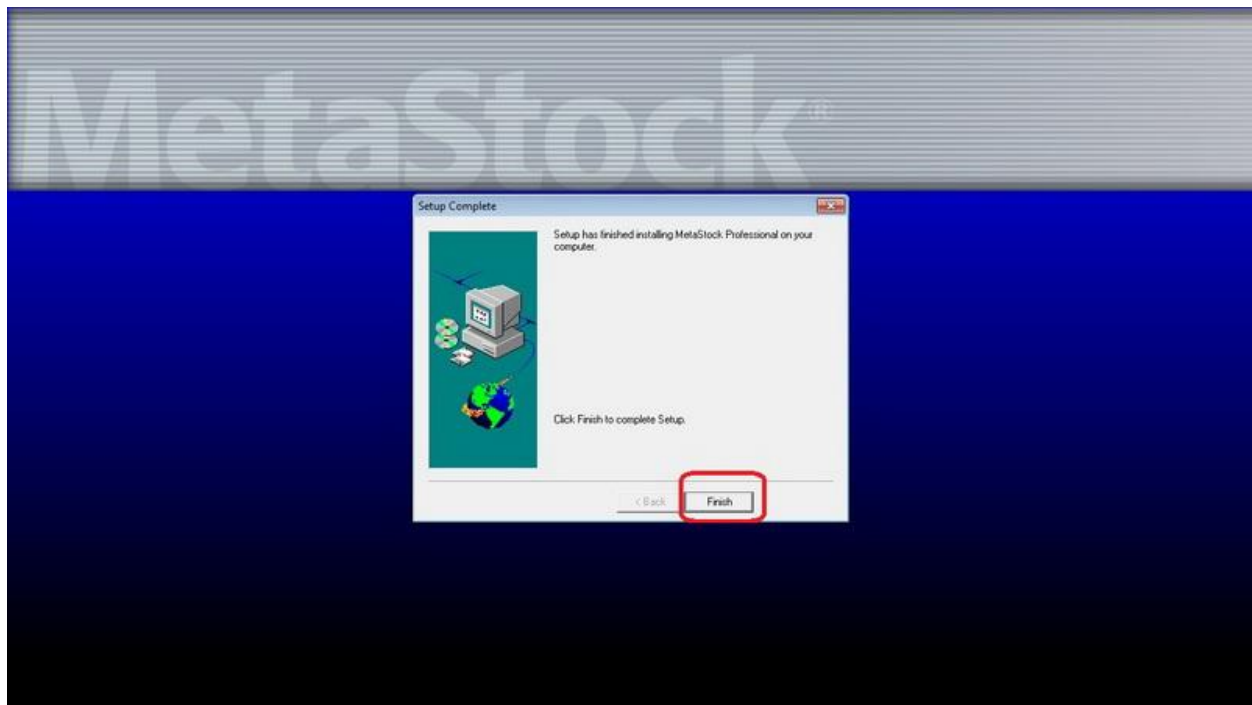 MetaStock®
Setup Complete
Setup has finished installing MetaStock Professional on your
computer.
Click Finish to complete Setup.
< Back
Finish